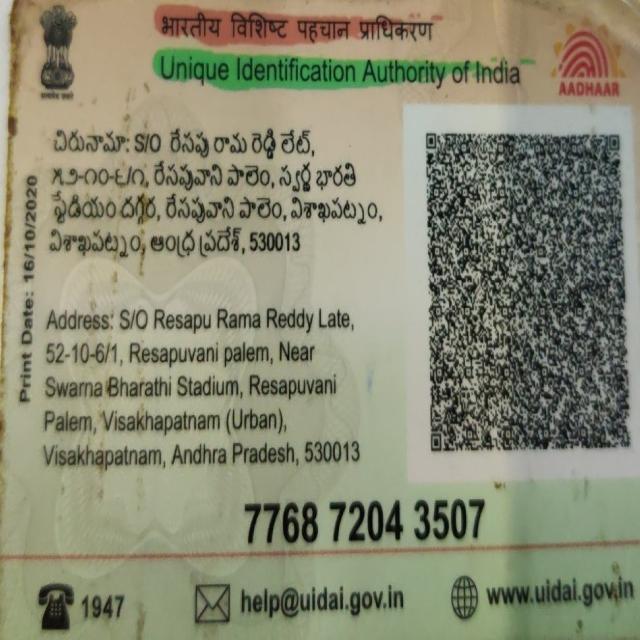 भारतीय विशिष्ट पहचान प्राधिकरण
Unique Identification Authority of India
AADHAAR
సత్యమేవ జయతే
చిరునామా: S/O రేసపు రామ రెడ్డి లేట్,
౫౨-౧౦-౬/౧, రేసపువాని పాలెం, స్వర్ణ భారతి
స్టేడియం దగ్గర, రేసపువాని పాలెం, విశాఖపట్నం,
విశాఖపట్నం, ఆంధ్ర ప్రదేశ్, 530013
Print Date: 16/10/2020
Address: S/O Resapu Rama Reddy Late,
52-10-6/1, Resapuvani palem, Near
Swarna Bharathi Stadium, Resapuvani
Palem, Visakhapatnam (Urban),
Visakhapatnam, Andhra Pradesh, 530013
7768 7204 3507
1947
help@uidai.gov.in
www.uidai.gov.in